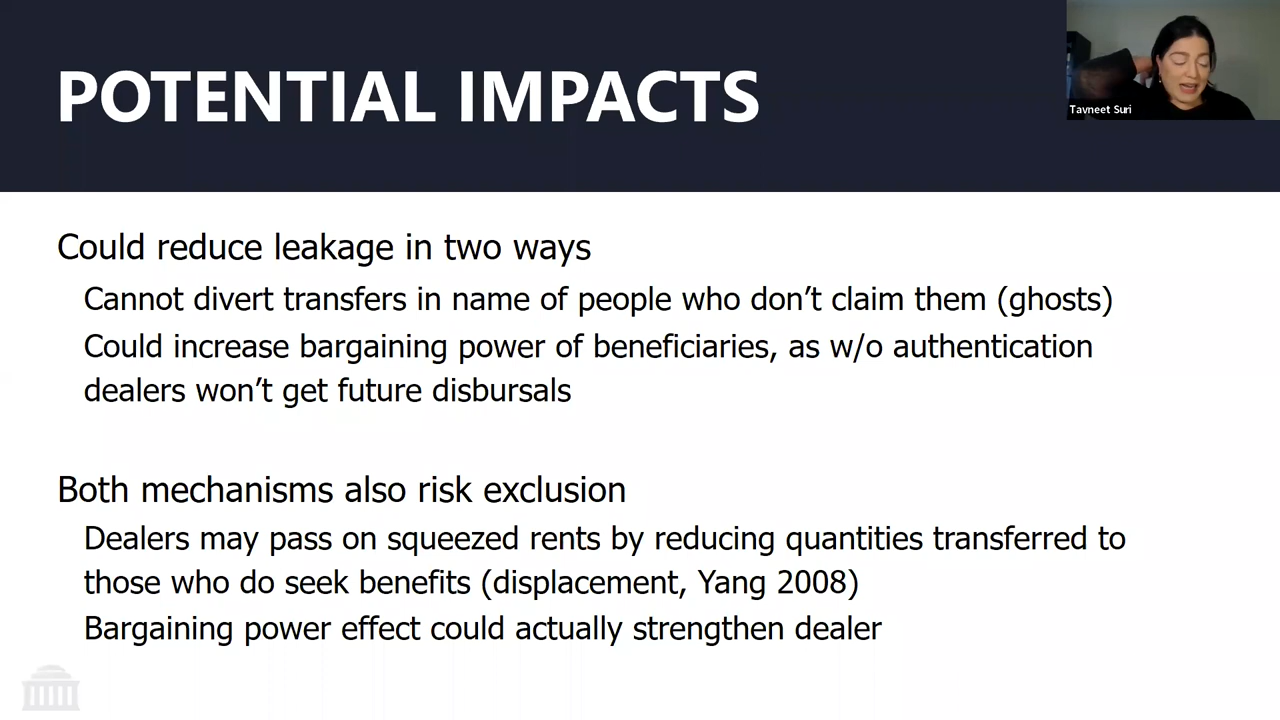 POTENTIAL IMPACTS
Tavneet Suri
Could reduce leakage in two ways
Cannot divert transfers in name of people who don’t claim them (ghosts)
Could increase bargaining power of beneficiaries, as w/o authentication
dealers won’t get future disbursals
Both mechanisms also risk exclusion
Dealers may pass on squeezed rents by reducing quantities transferred to
those who do seek benefits (displacement, Yang 2008)
Bargaining power effect could actually strengthen dealer